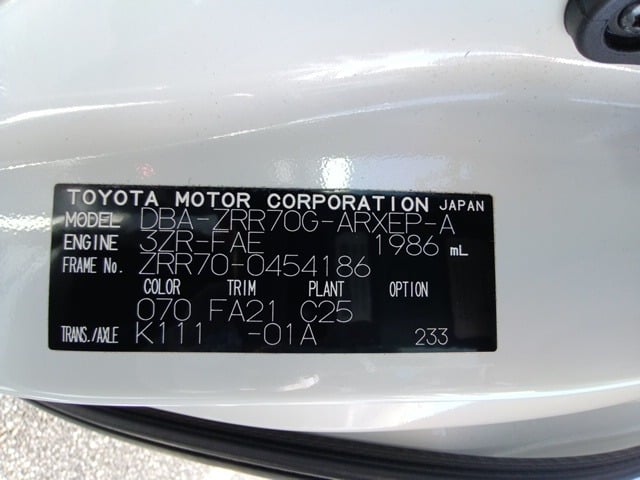 TOYOTA MOTOR CORPORATION JAPAN
MODEL DBA-ZRR70G-ARXEP-A
ENGINE 3ZR-FAE 1986 mL
FRAME No. ZRR70-0454186
COLOR TRIM PLANT OPTION
070 FA21 C25
TRANS./AXLE K111 -01A 233